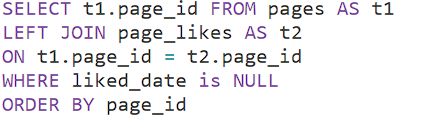 SELECT t1.page_id FROM pages AS t1
LEFT JOIN page_likes AS t2
ON t1.page_id = t2.page_id
WHERE liked_date is NULL
ORDER BY page_id